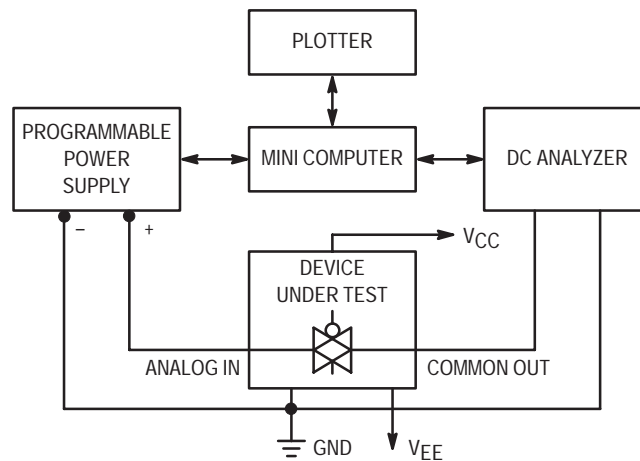 PLOTTER
PROGRAMMABLE
POWER
SUPPLY
MINI COMPUTER
DC ANALYZER
– +
VCC
DEVICE
UNDER TEST
ANALOG IN
COMMON OUT
GND
VEE